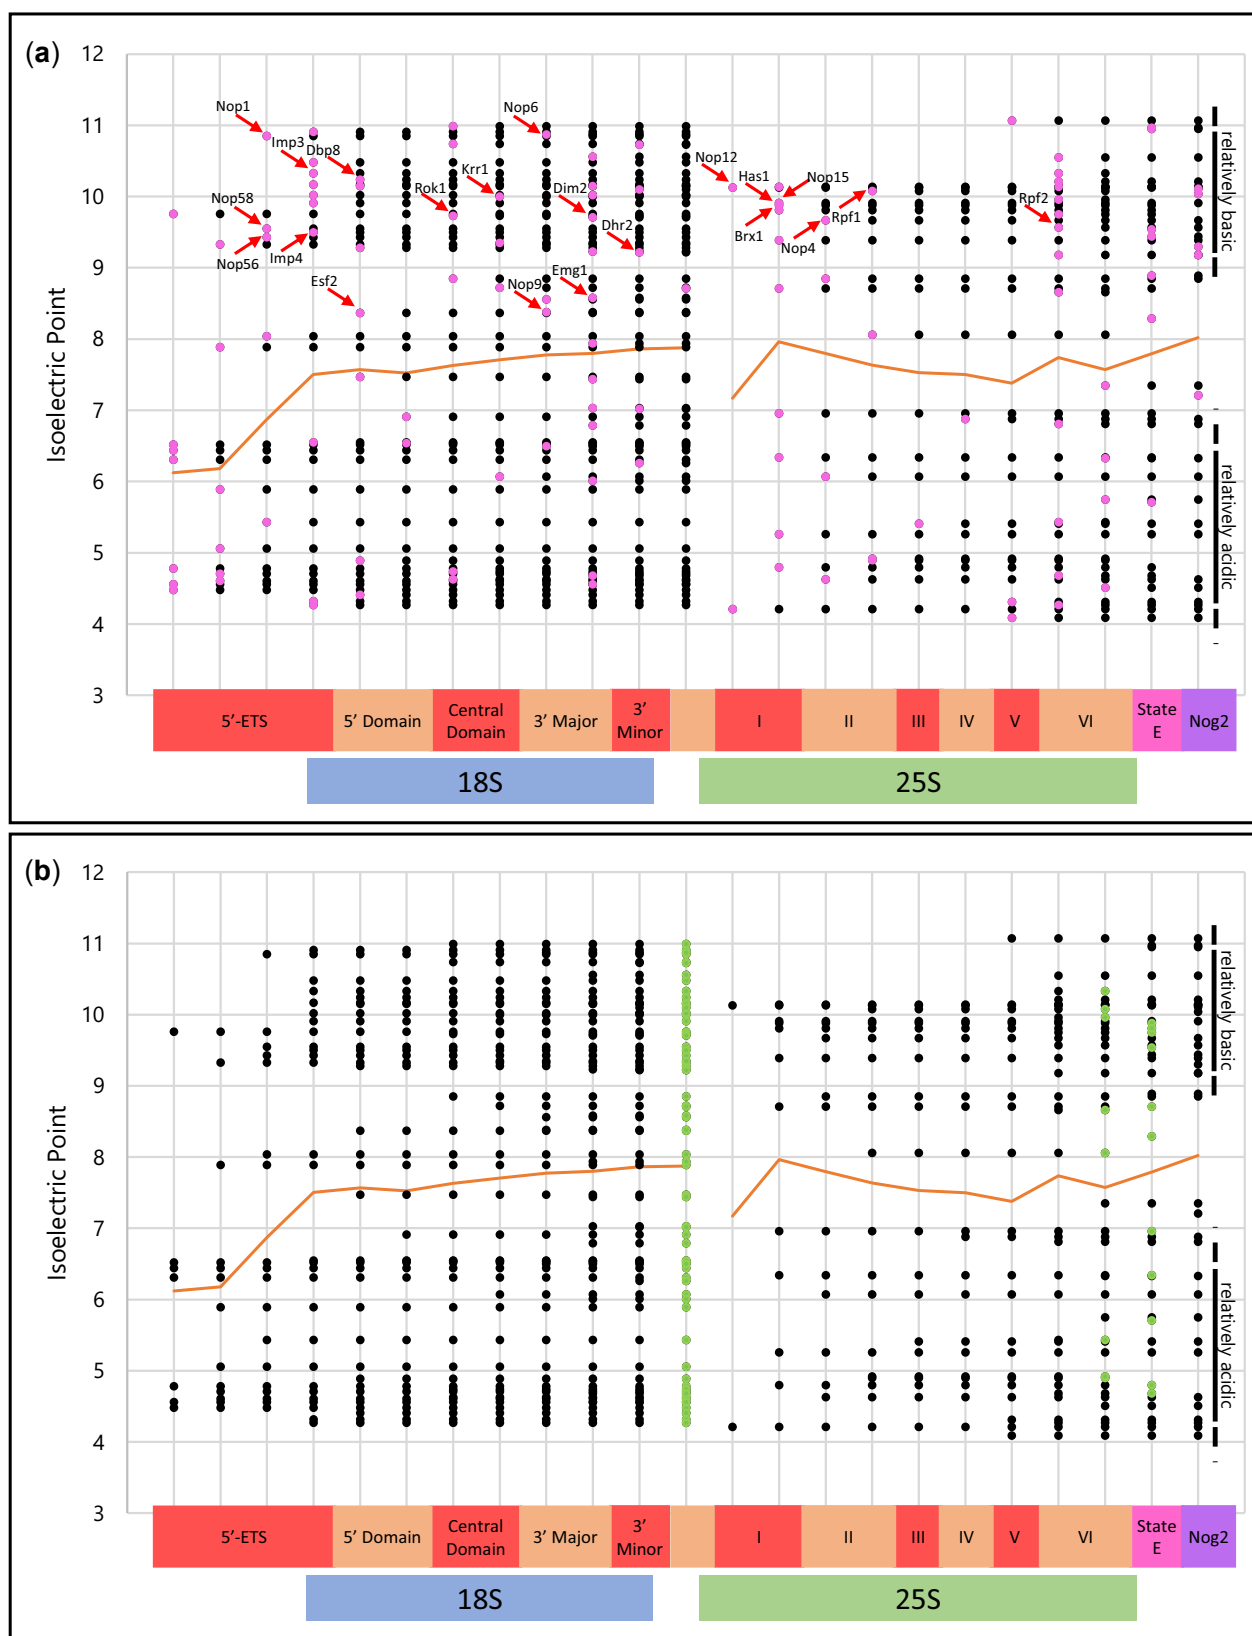 (a)
12
11
10
9
8
7
6
5
4
3
Isoelectric Point
Nop1
Imp3
Dbp8
Nop58
Nop56
Imp4
Esf2
Rok1
Krr1
Nop6
Dim2
Dhr2
Nop9
Emg1
Nop12
Has1
Nop15
Brx1
Nop4
Rpf1
Rpf2
relatively basic
relatively acidic
5’-ETS
5’ Domain
Central
Domain
3’ Major
3’
Minor
I
II
III
IV
V
VI
State
E
Nog2
18S
25S
(b)
12
11
10
9
8
7
6
5
4
3
Isoelectric Point
relatively basic
relatively acidic
5’-ETS
5’ Domain
Central
Domain
3’ Major
3’
Minor
I
II
III
IV
V
VI
State
E
Nog2
18S
25S